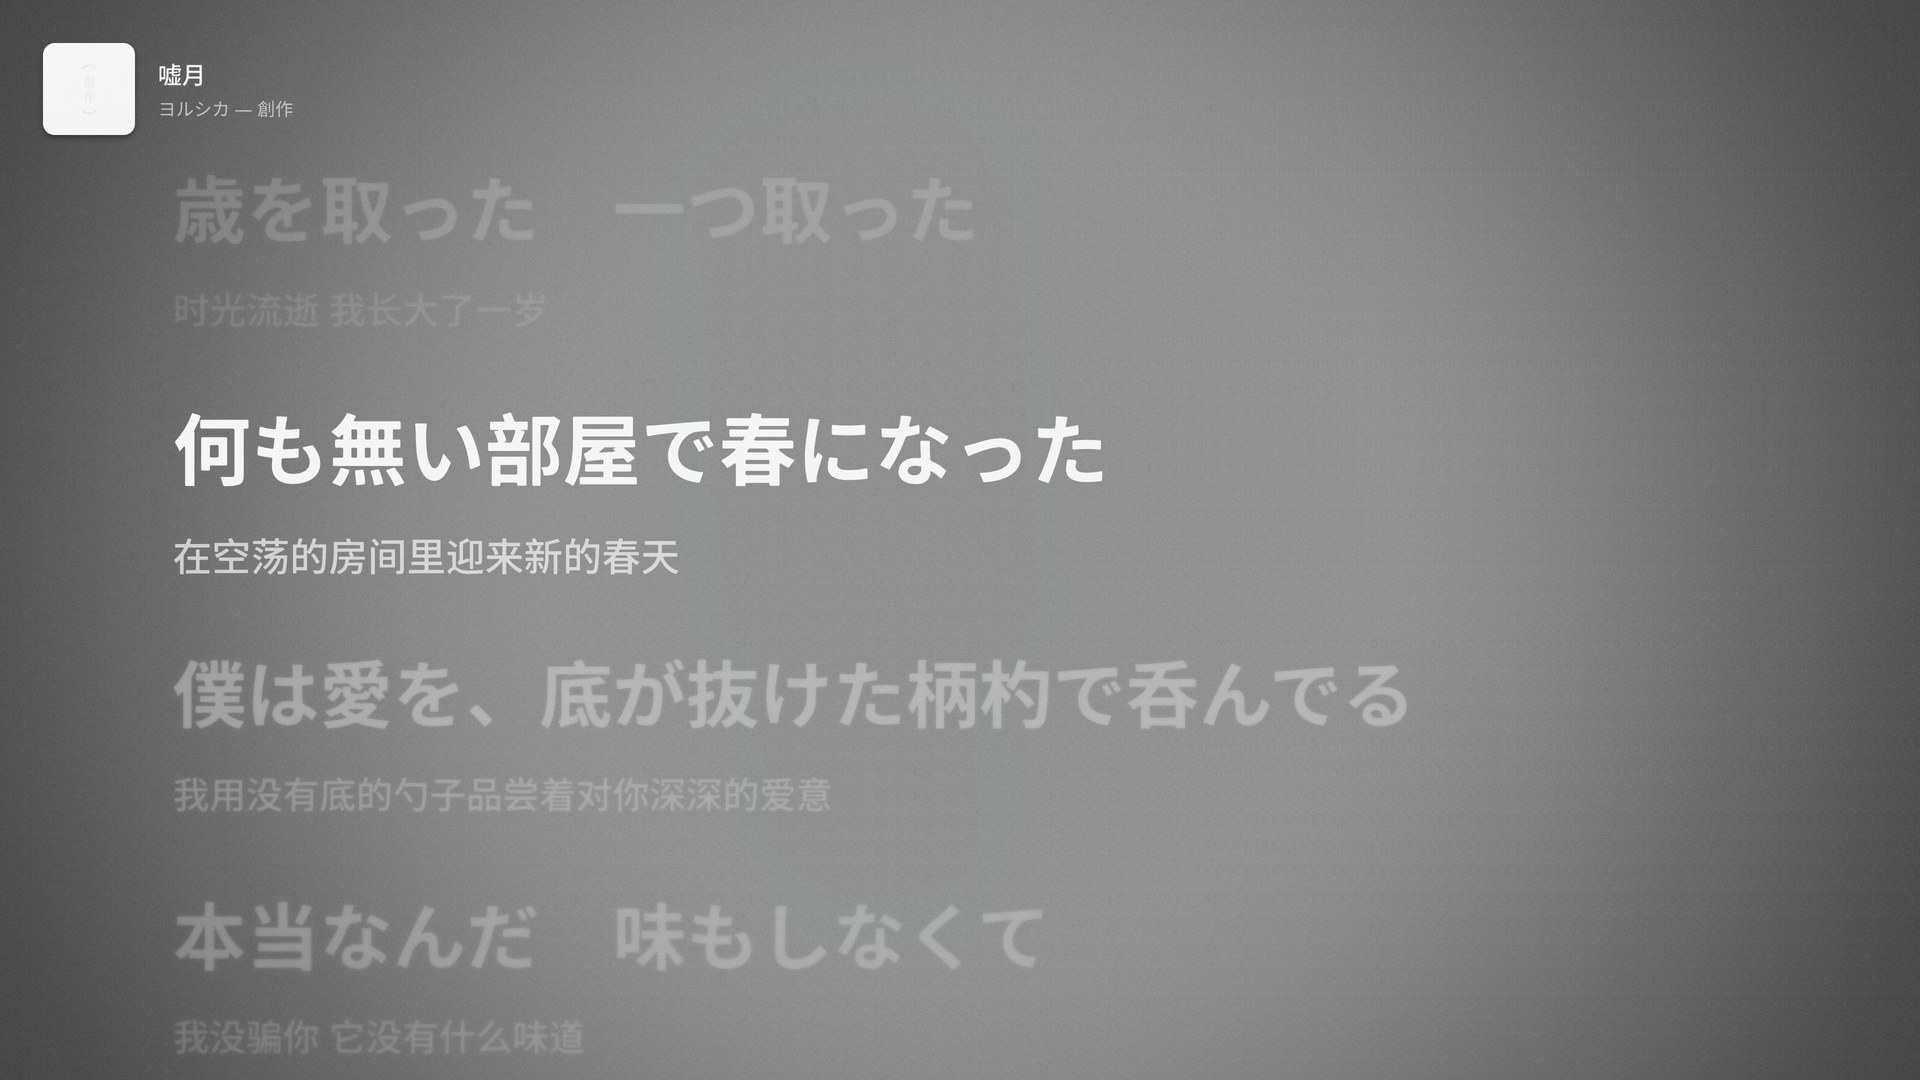 嘘月
ヨルシカ — 創作
歳を取った　一つ取った
时光流逝 我长大了一岁
何も無い部屋で春になった
在空荡的房间里迎来新的春天
僕は愛を、底が抜けた柄杓で呑んでる
我用没有底的勺子品尝着对你深深的爱意
本当なんだ　味もしなくて
我没骗你 它没有什么味道